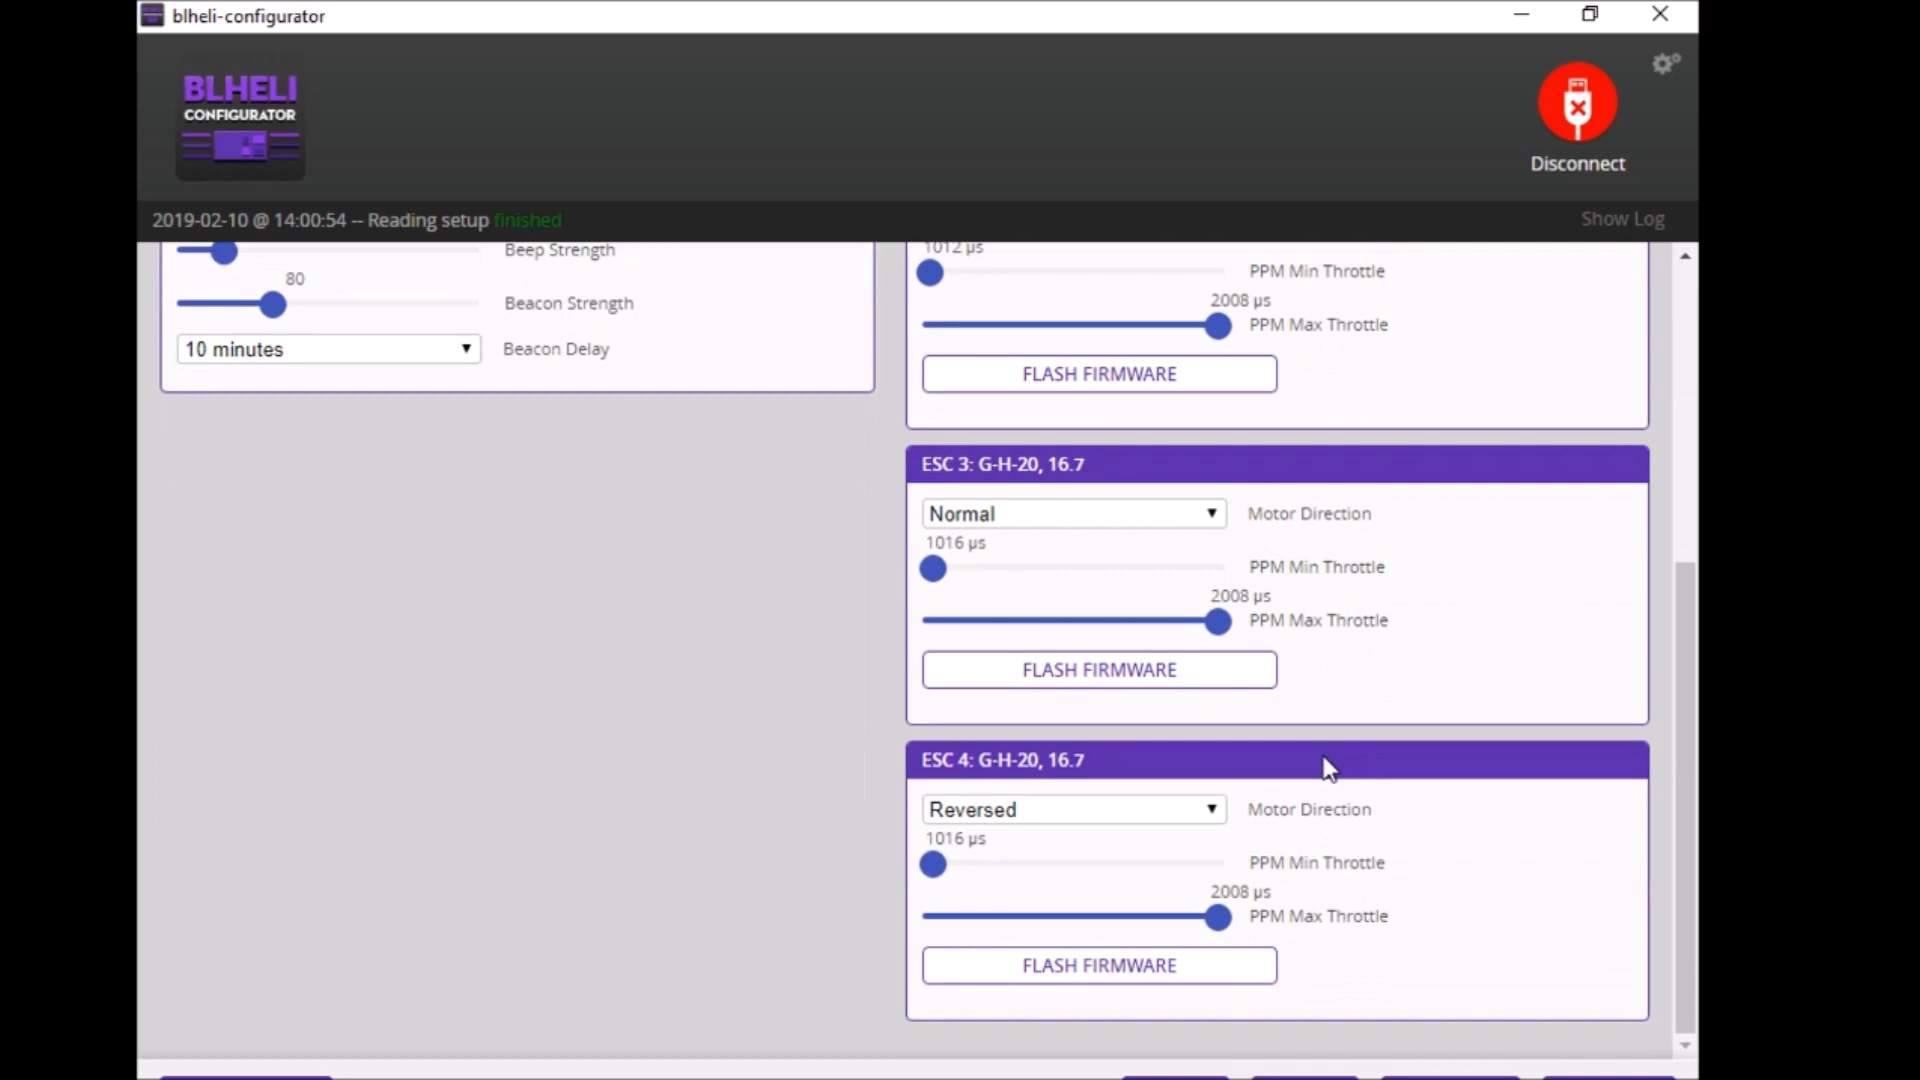 blheli-configurator
BLHELI
CONFIGURATOR
Disconnect
2019-02-10 @ 14:00:54 -- Reading setup finished
Show Log
Beep Strength
80
Beacon Strength
10 minutes
Beacon Delay
1012 µs
PPM Min Throttle
2008 µs
PPM Max Throttle
FLASH FIRMWARE
ESC 3: G-H-20, 16.7
Normal
Motor Direction
1016 µs
PPM Min Throttle
2008 µs
PPM Max Throttle
FLASH FIRMWARE
ESC 4: G-H-20, 16.7
Reversed
Motor Direction
1016 µs
PPM Min Throttle
2008 µs
PPM Max Throttle
FLASH FIRMWARE